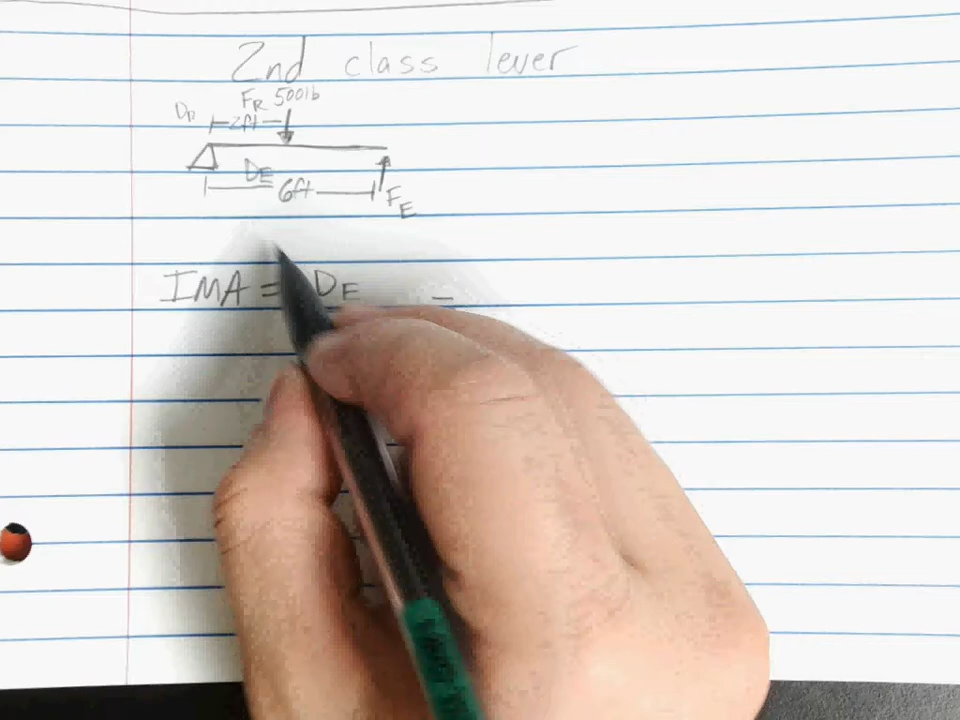 2nd class lever
FR 500lb
DR 2ft
DE
6ft
FE
IMA = DE =